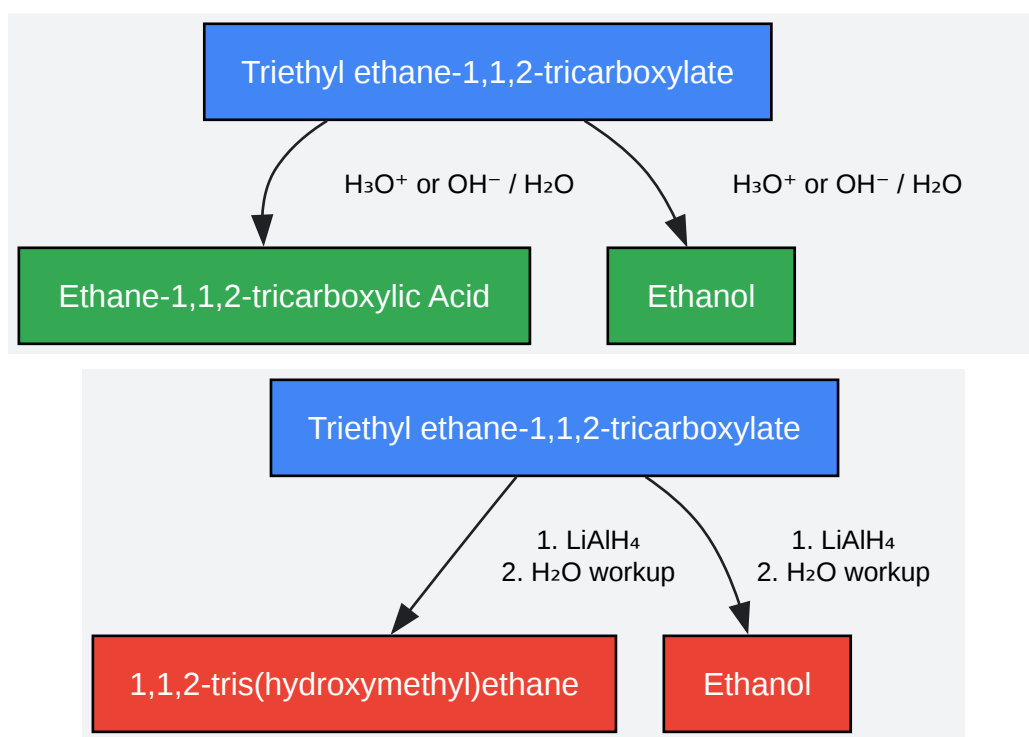 Triethyl ethane-1,1,2-tricarboxylate
H₃O⁺ or OH⁻ / H₂O
H₃O⁺ or OH⁻ / H₂O
Ethane-1,1,2-tricarboxylic Acid
Ethanol
Triethyl ethane-1,1,2-tricarboxylate
1. LiAlH₄
2. H₂O workup
1. LiAlH₄
2. H₂O workup
1,1,2-tris(hydroxymethyl)ethane
Ethanol